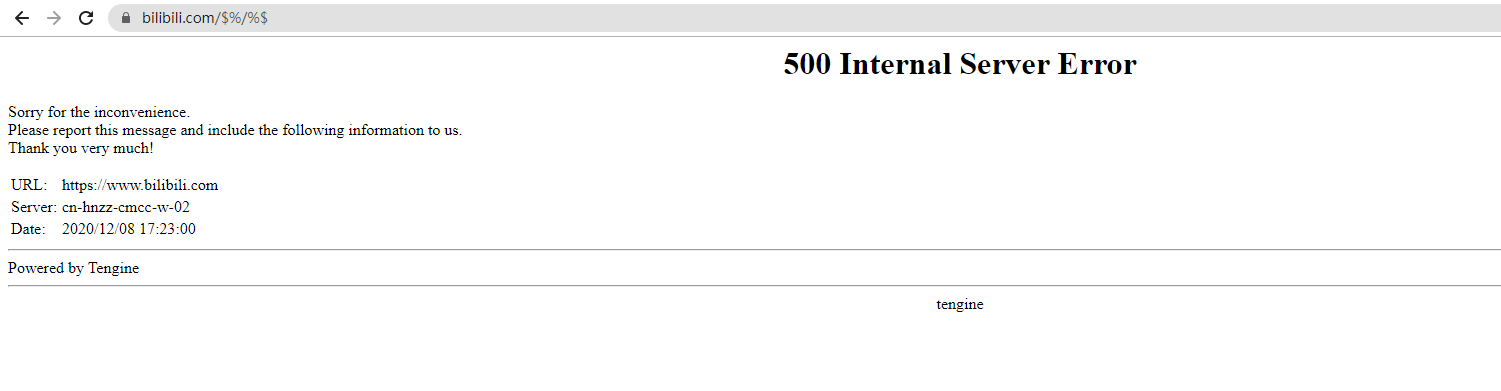 bilibili.com/$%/%$
500 Internal Server Error
Sorry for the inconvenience.
Please report this message and include the following information to us.
Thank you very much!
URL: https://www.bilibili.com
Server: cn-hnzz-cmcc-w-02
Date: 2020/12/08 17:23:00
Powered by Tengine
tengine